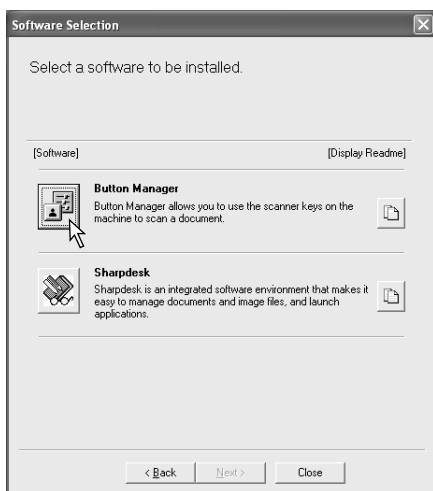 Software Selection
Select a software to be installed.
[Software] [Display Readme]
Button Manager
Button Manager allows you to use the scanner keys on the
machine to scan a document.
Sharpdesk
Sharpdesk is an integrated software environment that makes it
easy to manage documents and image files, and launch
applications.
< Back Next > Close